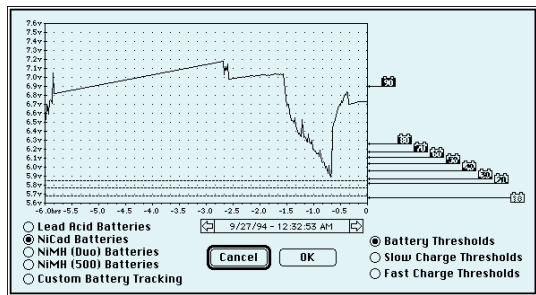 7.6v
7.5v
7.4v
7.3v
7.2v
7.1v
7.0v
6.9v
6.8v
6.7v
6.6v
6.5v
6.4v
6.3v
6.2v
6.1v
6.0v
5.9v
5.8v
5.7v
5.6v
-6.0hrs -5.5 -5.0 -4.5 -4.0 -3.5 -3.0 -2.5 -2.0 -1.5 -1.0 -0.5 0
9/27/94 - 12:32:53 AM
Lead Acid Batteries
NiCad Batteries
NiMH (Duo) Batteries
NiMH (500) Batteries
Custom Battery Tracking
Cancel
OK
Battery Thresholds
Slow Charge Thresholds
Fast Charge Thresholds